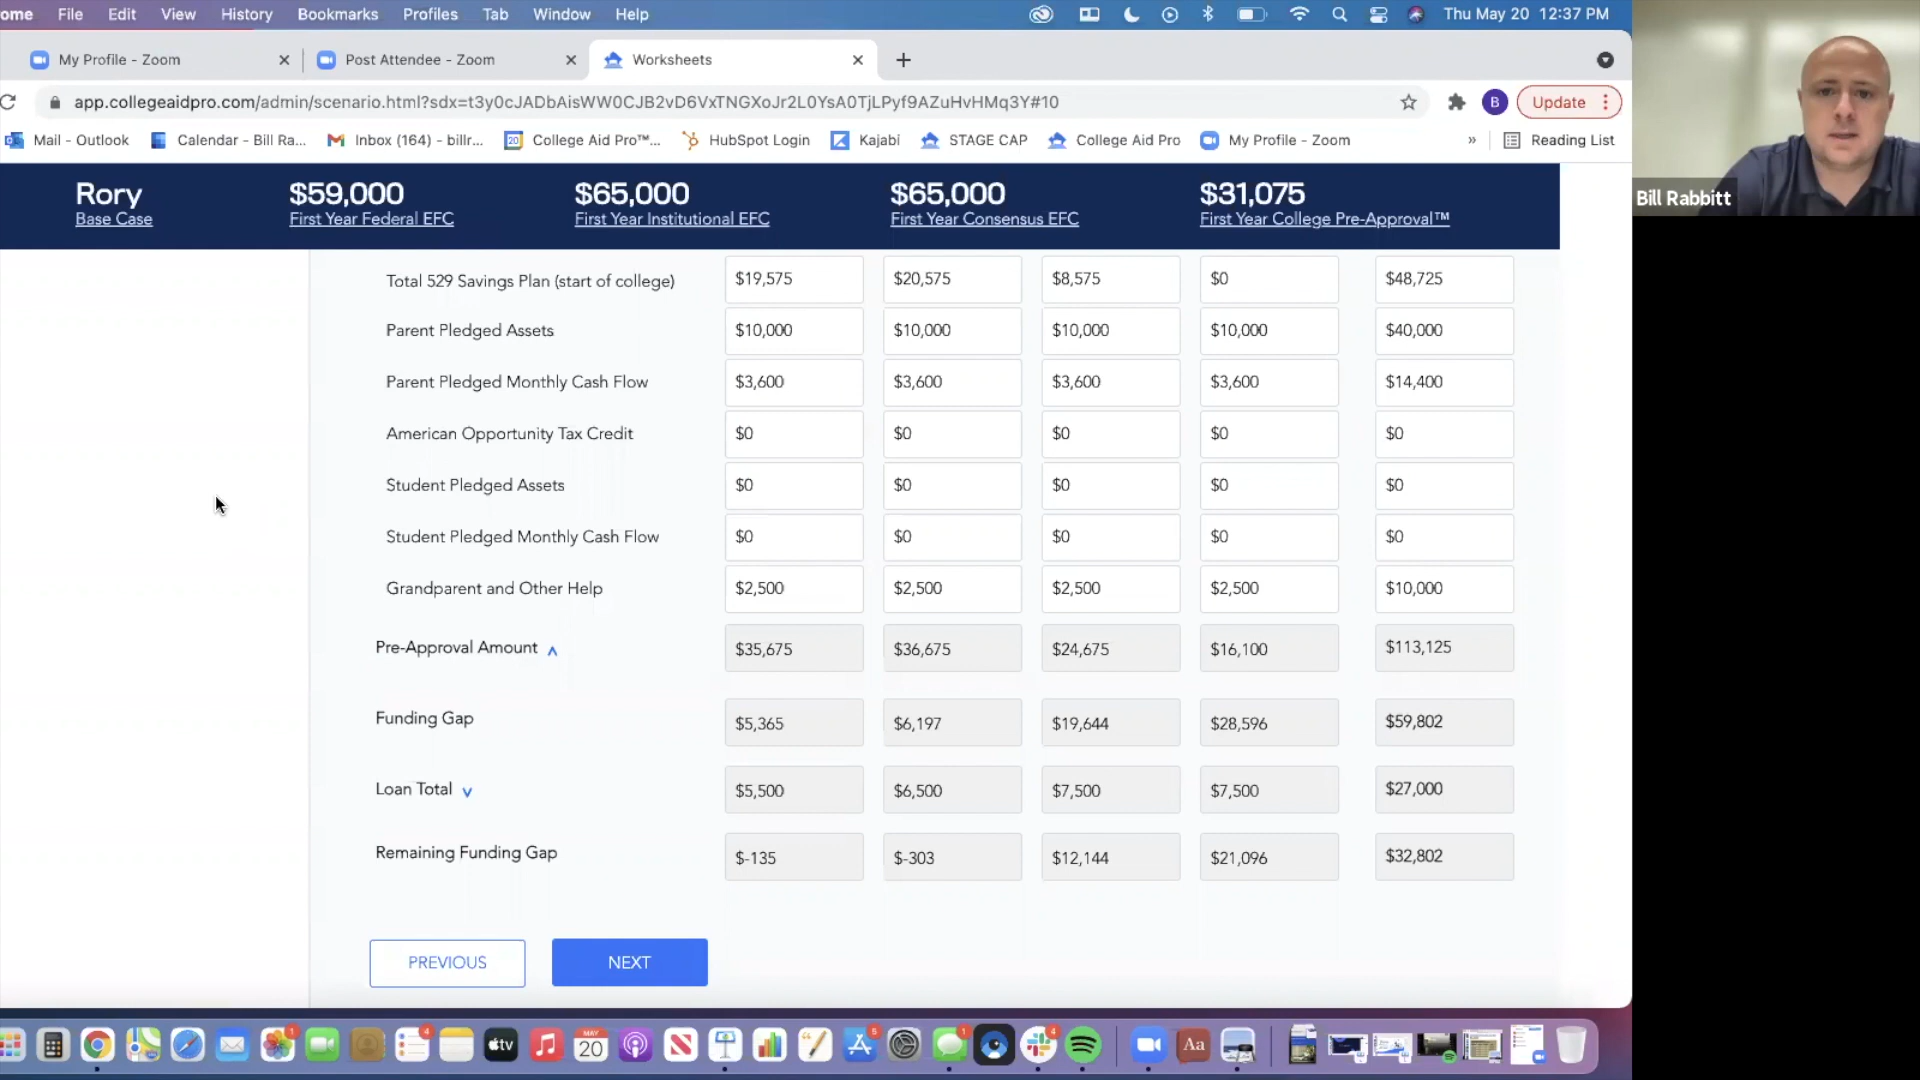 ome File Edit View History Bookmarks Profiles Tab Window Help Thu May 20 12:37 PM
My Profile - Zoom Post Attendee - Zoom Worksheets
app.collegeaidpro.com/admin/scenario.html?sdx=t3y0cJADbAisWW0CJB2vD6VxTNGXoJr2L0YsA0TjLPyf9AZuHvHMq3Y#10 B Update
Mail - Outlook Calendar - Bill Ra... Inbox (164) - billr... 20 College Aid Pro™... HubSpot Login Kajabi STAGE CAP College Aid Pro My Profile - Zoom » Reading List
Rory $59,000 $65,000 $65,000 $31,075
Base Case First Year Federal EFC First Year Institutional EFC First Year Consensus EFC First Year College Pre-Approval™
Bill Rabbitt
Total 529 Savings Plan (start of college) $19,575 $20,575 $8,575 $0 $48,725
Parent Pledged Assets $10,000 $10,000 $10,000 $10,000 $40,000
Parent Pledged Monthly Cash Flow $3,600 $3,600 $3,600 $3,600 $14,400
American Opportunity Tax Credit $0 $0 $0 $0 $0
Student Pledged Assets $0 $0 $0 $0 $0
Student Pledged Monthly Cash Flow $0 $0 $0 $0 $0
Grandparent and Other Help $2,500 $2,500 $2,500 $2,500 $10,000
Pre-Approval Amount $35,675 $36,675 $24,675 $16,100 $113,125
Funding Gap $5,365 $6,197 $19,644 $28,596 $59,802
Loan Total $5,500 $6,500 $7,500 $7,500 $27,000
Remaining Funding Gap $-135 $-303 $12,144 $21,096 $32,802
PREVIOUS NEXT
1 4 tv MAY 20 5 1 4 Aa